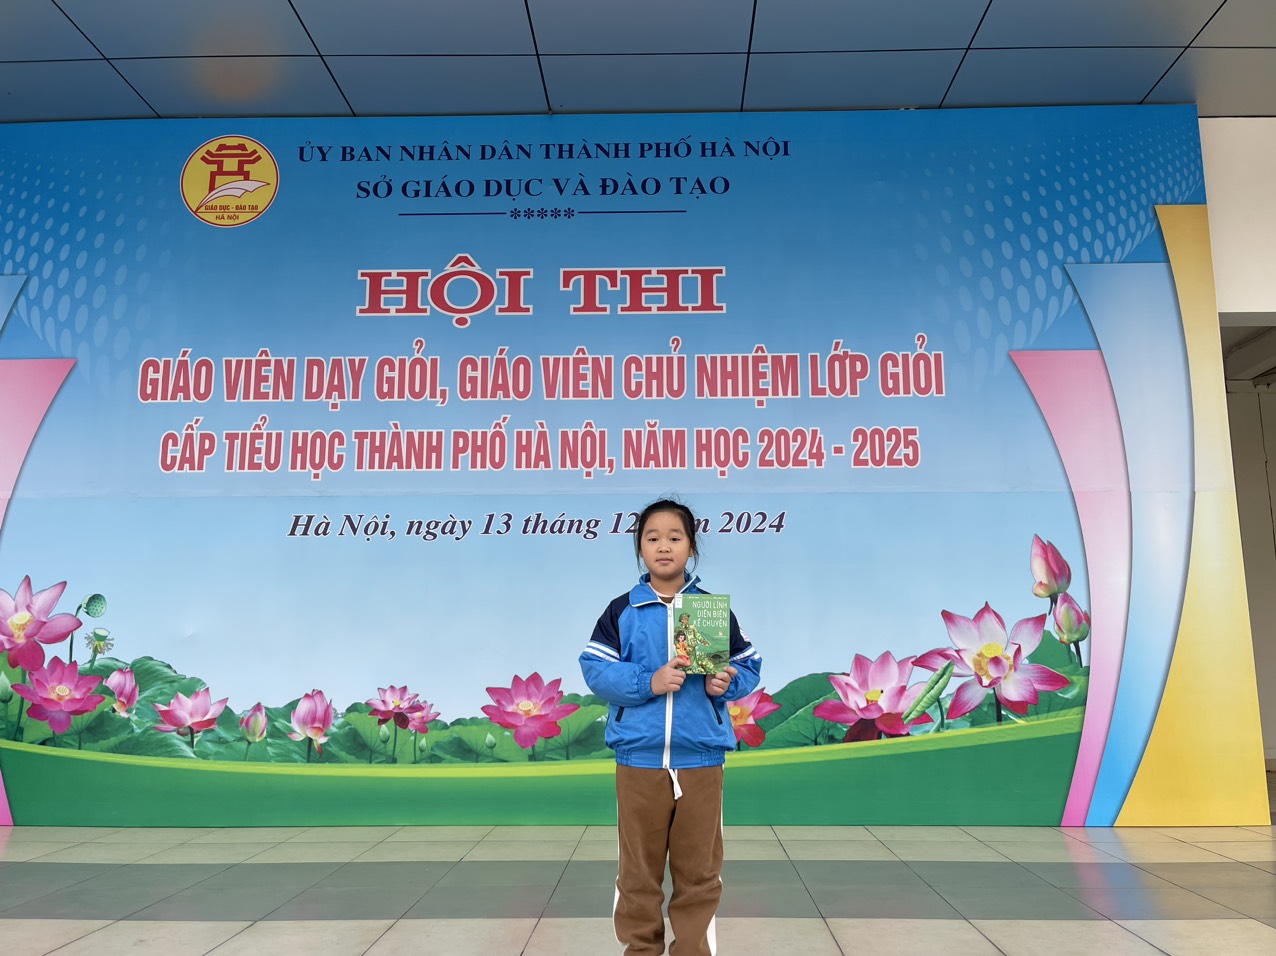 ỦY BAN NHÂN DÂN THÀNH PHỐ HÀ NỘI
SỞ GIÁO DỤC VÀ ĐÀO TẠO
*****
GIÁO DỤC - ĐÀO TẠO
HÀ NỘI
HỘI THI
GIÁO VIÊN DẠY GIỎI, GIÁO VIÊN CHỦ NHIỆM LỚP GIỎI
CẤP TIỂU HỌC THÀNH PHỐ HÀ NỘI, NĂM HỌC 2024 - 2025
Hà Nội, ngày 13 tháng 12 2024
NGƯỜI LÍNH
ĐIỆN BIÊN
KỂ CHUYỆN